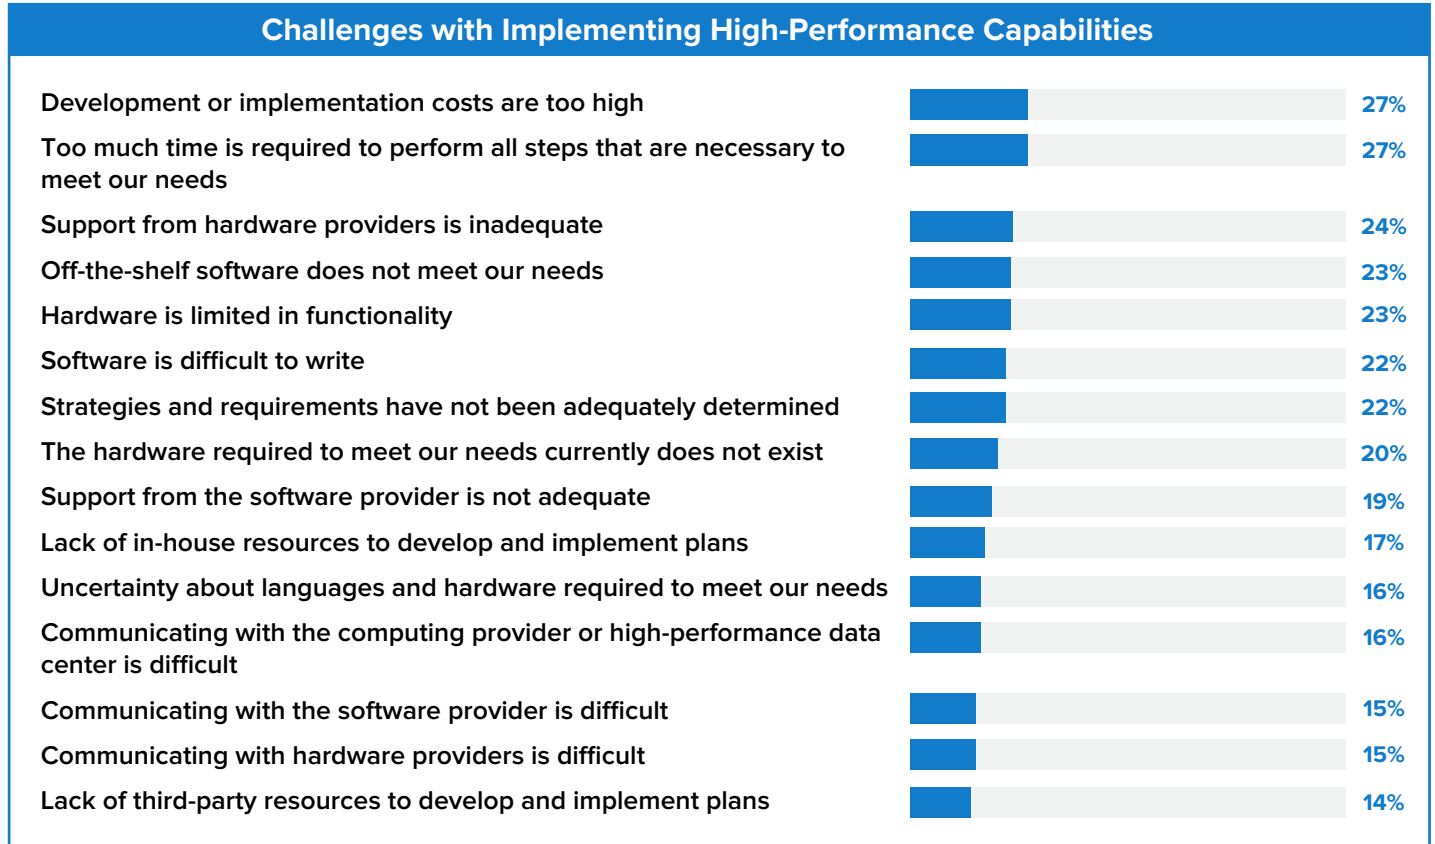 Challenges with Implementing High-Performance Capabilities
Development or implementation costs are too high 27%
Too much time is required to perform all steps that are necessary to 27%
meet our needs
Support from hardware providers is inadequate 24%
Off-the-shelf software does not meet our needs 23%
Hardware is limited in functionality 23%
Software is difficult to write 22%
Strategies and requirements have not been adequately determined 22%
The hardware required to meet our needs currently does not exist 20%
Support from the software provider is not adequate 19%
Lack of in-house resources to develop and implement plans 17%
Uncertainty about languages and hardware required to meet our needs 16%
Communicating with the computing provider or high-performance data 16%
center is difficult
Communicating with the software provider is difficult 15%
Communicating with hardware providers is difficult 15%
Lack of third-party resources to develop and implement plans 14%